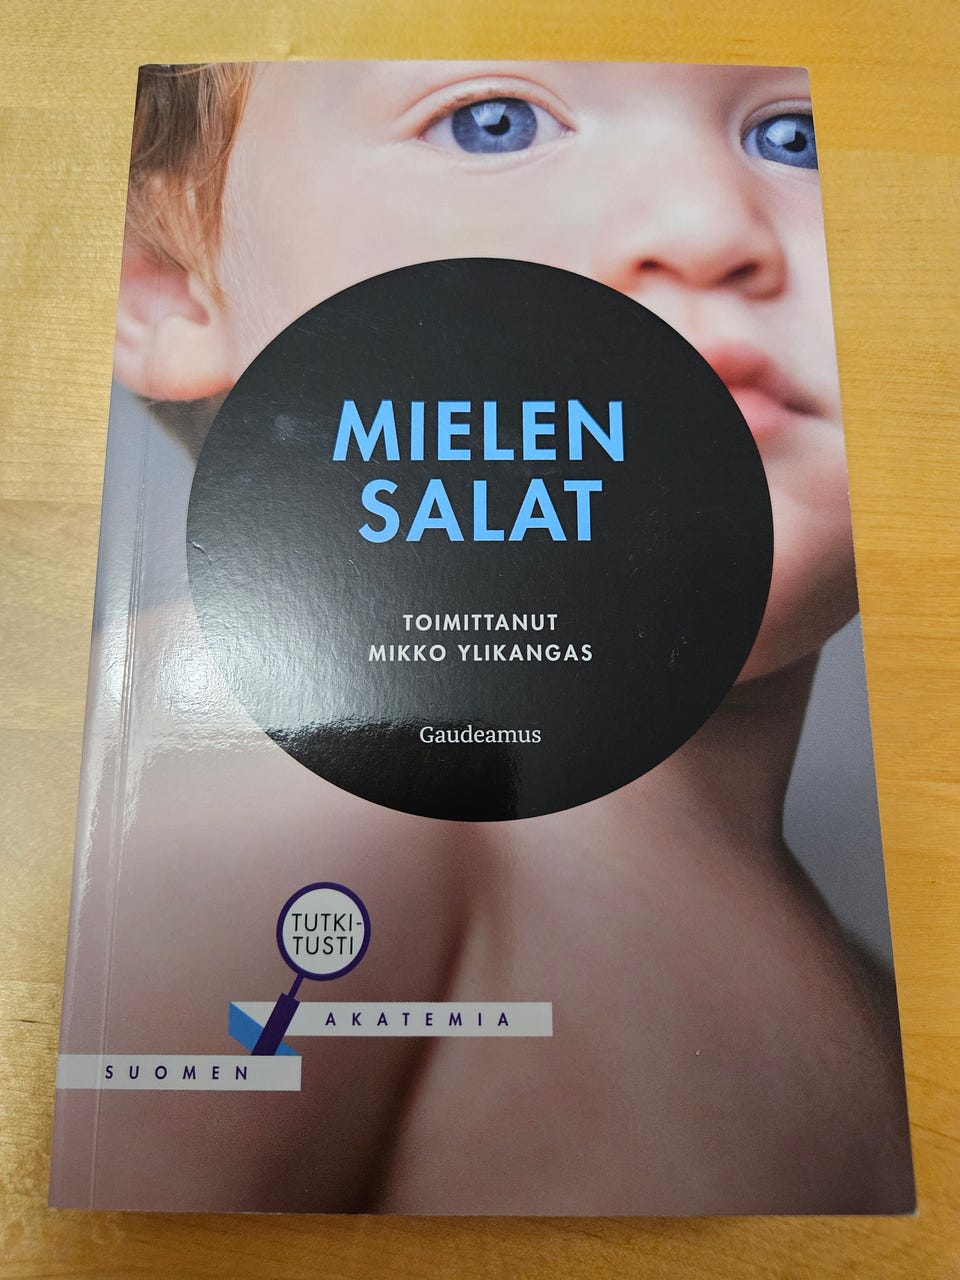 MIELEN
SALAT
TOIMITTANUT
MIKKO YLIKANGAS
Gaudeamus
TUTKI-
TUSTI
SUOMEN
AKATEMIA